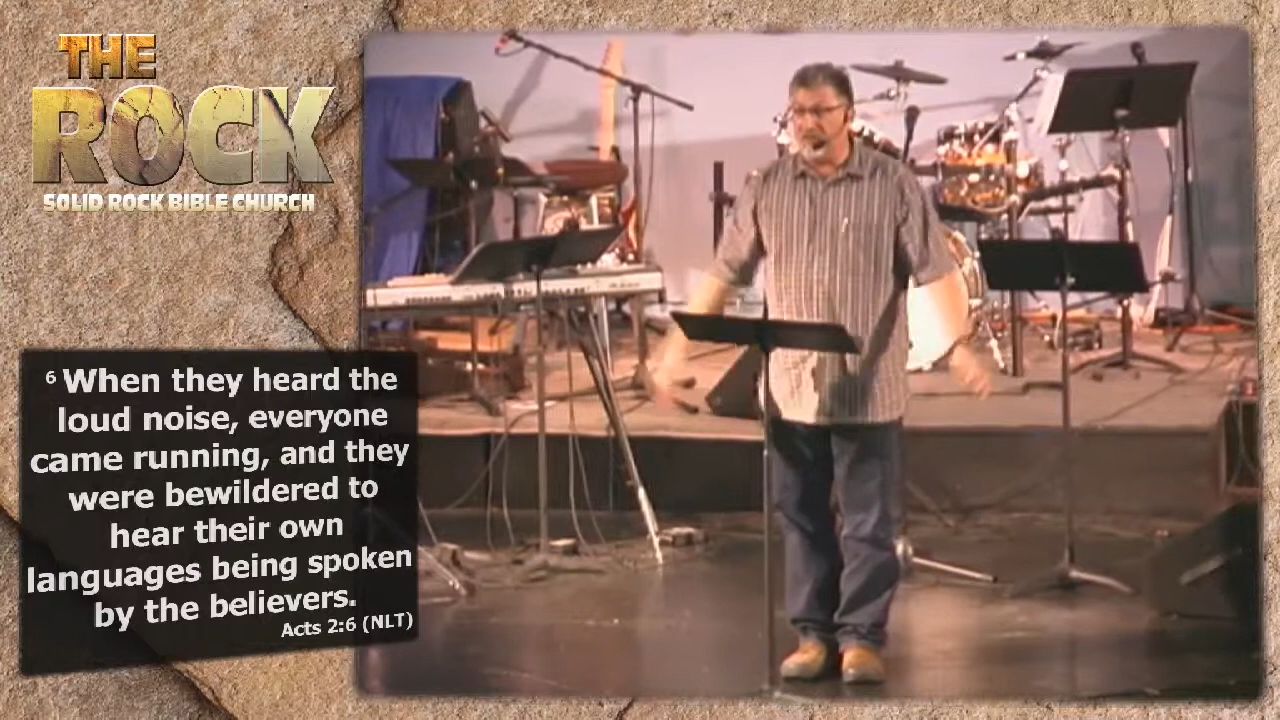 THE
ROCK
SOLID ROCK BIBLE CHURCH
6 When they heard the
loud noise, everyone
came running, and they
were bewildered to
hear their own
languages being spoken
by the believers.
Acts 2:6 (NLT)